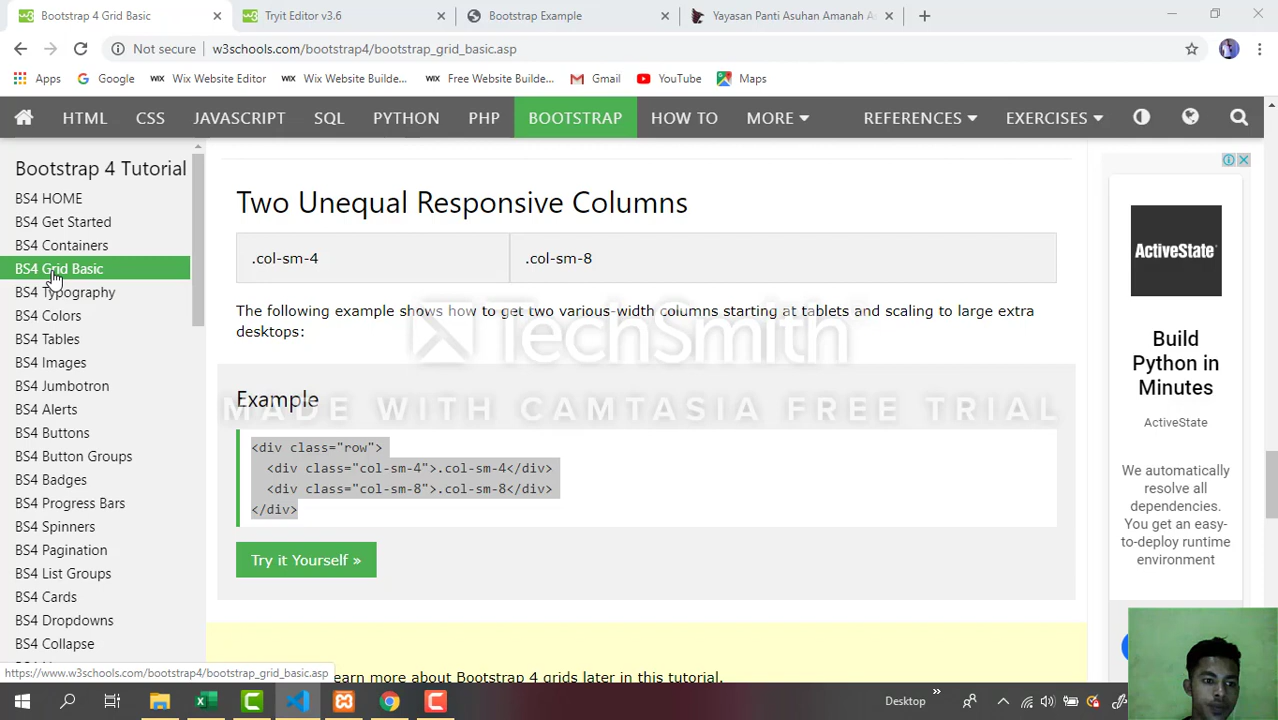 Bootstrap 4 Grid Basic
Tryit Editor v3.6
Bootstrap Example
Yayasan Panti Asuhan Amanah As
Not secure
w3schools.com/bootstrap4/bootstrap_grid_basic.asp
Apps
Google
Wix Website Editor
Wix Website Builde...
Free Website Builde...
Gmail
YouTube
Maps
HTML
CSS
JAVASCRIPT
SQL
PYTHON
PHP
BOOTSTRAP
HOW TO
MORE
REFERENCES
EXERCISES
Bootstrap 4 Tutorial
BS4 HOME
BS4 Get Started
BS4 Containers
BS4 Grid Basic
BS4 Typography
BS4 Colors
BS4 Tables
BS4 Images
BS4 Jumbotron
BS4 Alerts
BS4 Buttons
BS4 Button Groups
BS4 Badges
BS4 Progress Bars
BS4 Spinners
BS4 Pagination
BS4 List Groups
BS4 Cards
BS4 Dropdowns
BS4 Collapse
Two Unequal Responsive Columns
.col-sm-4
.col-sm-8
The following example shows how to get two various-width columns starting at tablets and scaling to large extra
desktops:
TechSmith
MADE WITH CAMTASIA FREE TRIAL
Example
<div class="row">
<div class="col-sm-4">.col-sm-4</div>
<div class="col-sm-8">.col-sm-8</div>
</div>
Try it Yourself »
earn more about Bootstrap 4 grids later in this tutorial.
ActiveState
Build
Python in
Minutes
ActiveState
We automatically
resolve all
dependencies.
You get an easy-
to-deploy runtime
environment
https://www.w3schools.com/bootstrap4/bootstrap_grid_basic.asp
Desktop